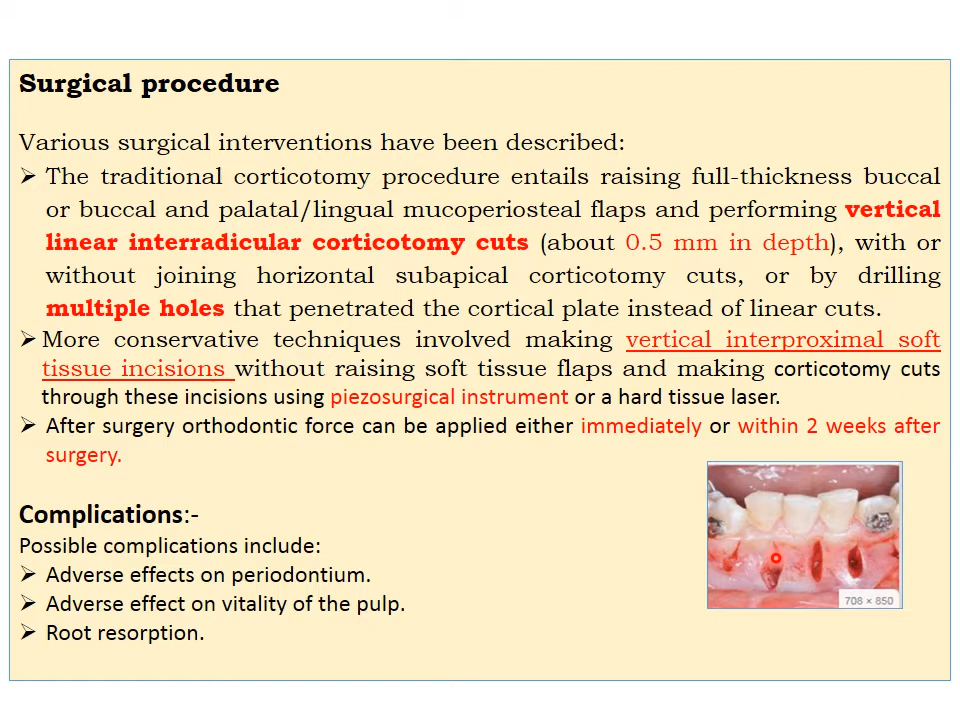 Surgical procedure
Various surgical interventions have been described:
➢ The traditional corticotomy procedure entails raising full-thickness buccal
or buccal and palatal/lingual mucoperiosteal flaps and performing vertical
linear interradicular corticotomy cuts (about 0.5 mm in depth), with or
without joining horizontal subapical corticotomy cuts, or by drilling
multiple holes that penetrated the cortical plate instead of linear cuts.
➢ More conservative techniques involved making vertical interproximal soft
tissue incisions without raising soft tissue flaps and making corticotomy cuts
through these incisions using piezosurgical instrument or a hard tissue laser.
➢ After surgery orthodontic force can be applied either immediately or within 2 weeks after
surgery.
Complications:-
Possible complications include:
➢ Adverse effects on periodontium.
➢ Adverse effect on vitality of the pulp.
➢ Root resorption.
708 × 850